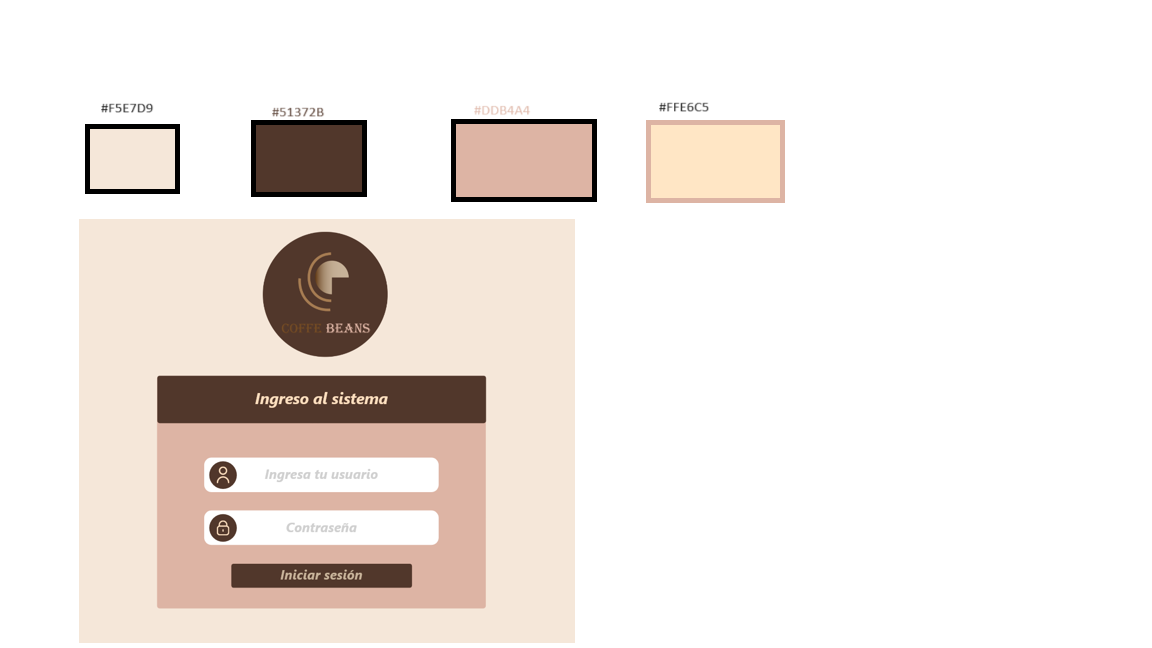 #F5E7D9
#51372B
#DDB4A4
#FFE6C5
COFFE BEANS
Ingreso al sistema
Ingresa tu usuario
Contraseña
Iniciar sesión